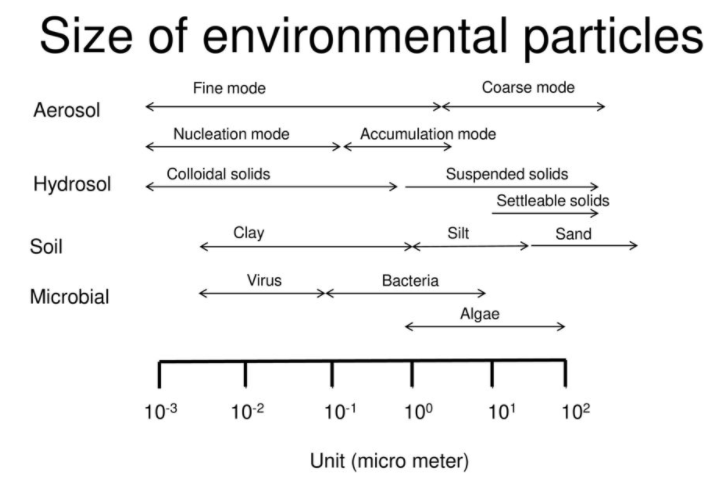 Size of environmental particles
Fine mode
Coarse mode
Aerosol
Nucleation mode
Accumulation mode
Colloidal solids
Suspended solids
Hydrosol
Settleable solids
Clay
Silt
Sand
Soil
Virus
Bacteria
Microbial
Algae
10⁻³ 10⁻² 10⁻¹ 10⁰ 10¹ 10²
Unit (micro meter)